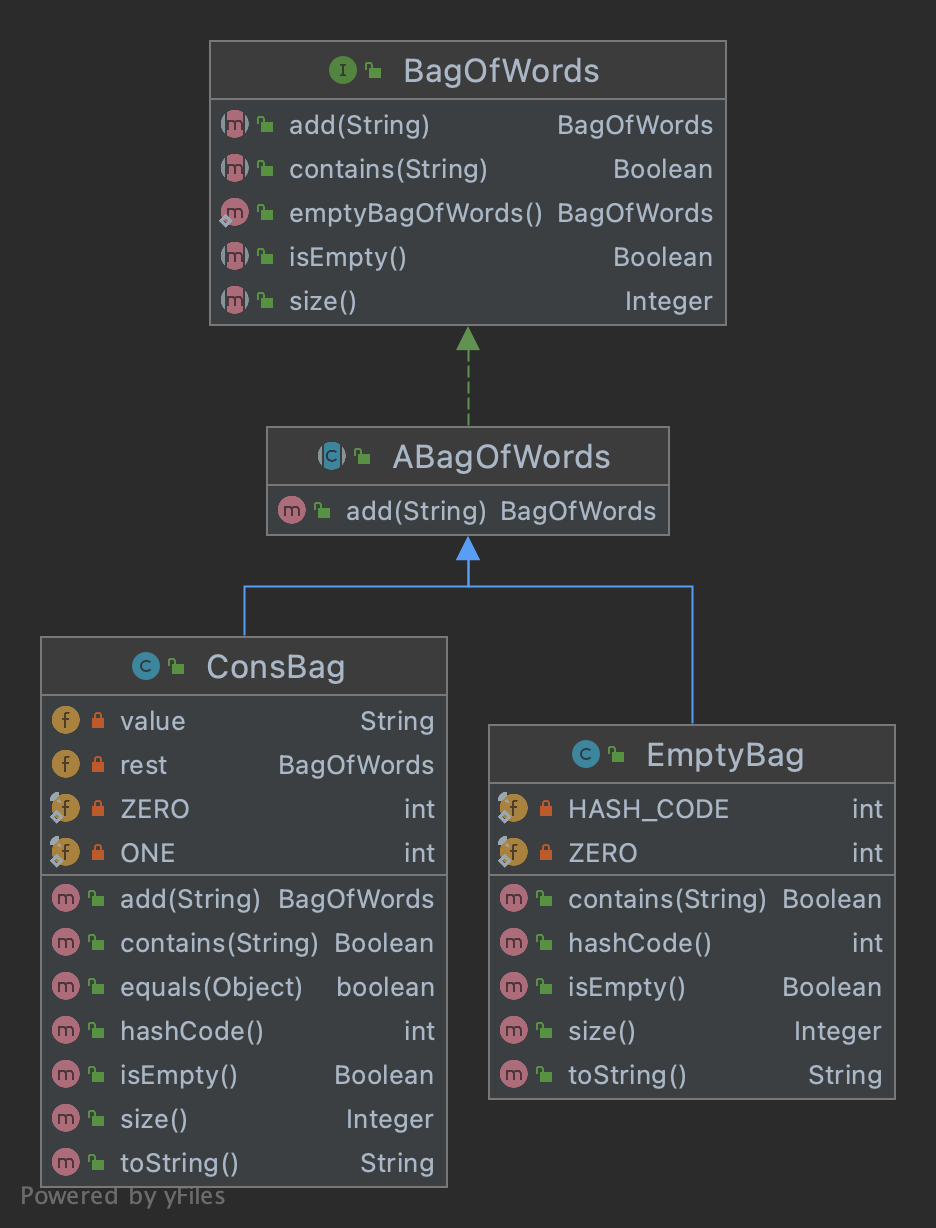 BagOfWords
add(String) BagOfWords
contains(String) Boolean
emptyBagOfWords() BagOfWords
isEmpty() Boolean
size() Integer
ABagOfWords
add(String) BagOfWords
ConsBag
value String
rest BagOfWords
ZERO int
ONE int
add(String) BagOfWords
contains(String) Boolean
equals(Object) boolean
hashCode() int
isEmpty() Boolean
size() Integer
toString() String
EmptyBag
HASH_CODE int
ZERO int
contains(String) Boolean
hashCode() int
isEmpty() Boolean
size() Integer
toString() String
Powered by yFiles